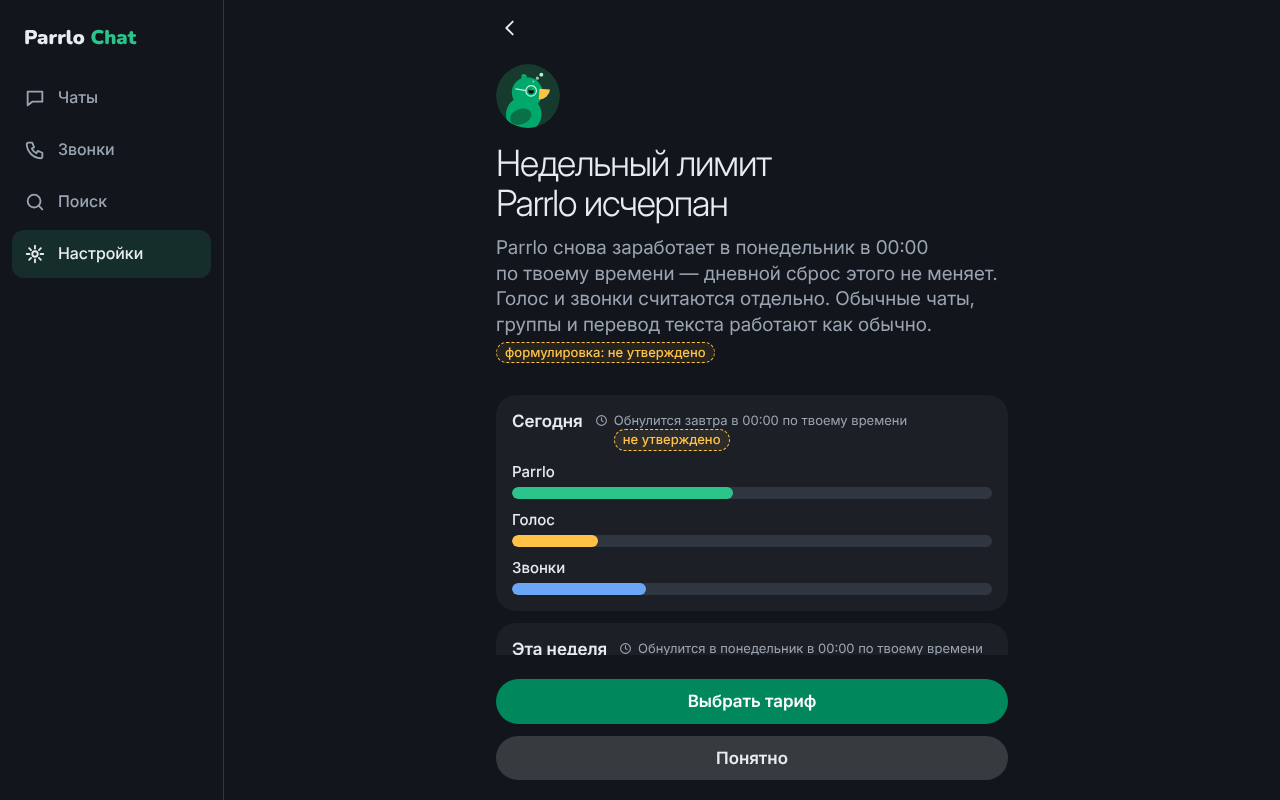 Parrlo Chat
Чаты
Звонки
Поиск
Настройки
Недельный лимит
Parrlo исчерпан
Parrlo снова заработает в понедельник в 00:00
по твоему времени — дневной сброс этого не меняет.
Голос и звонки считаются отдельно. Обычные чаты,
группы и перевод текста работают как обычно.
формулировка: не утверждено
Сегодня Обнулится завтра в 00:00 по твоему времени
не утверждено
Parrlo
Голос
Звонки
Эта неделя Обнулится в понедельник в 00:00 по твоему времени
Выбрать тариф
Понятно